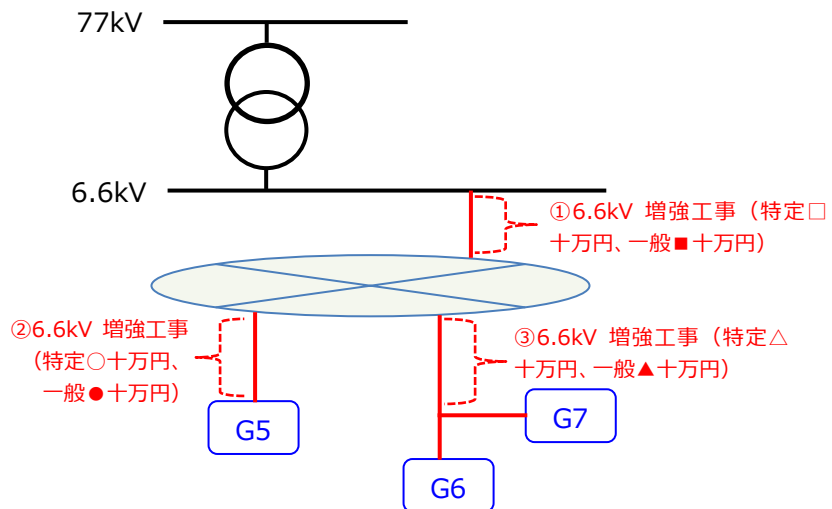 77kV
6.6kV
①6.6kV 増強工事（特定□
十万円、一般■十万円）
②6.6kV 増強工事
（特定○十万円、
一般●十万円）
③6.6kV 増強工事（特定△
十万円、一般▲十万円）
G5
G7
G6